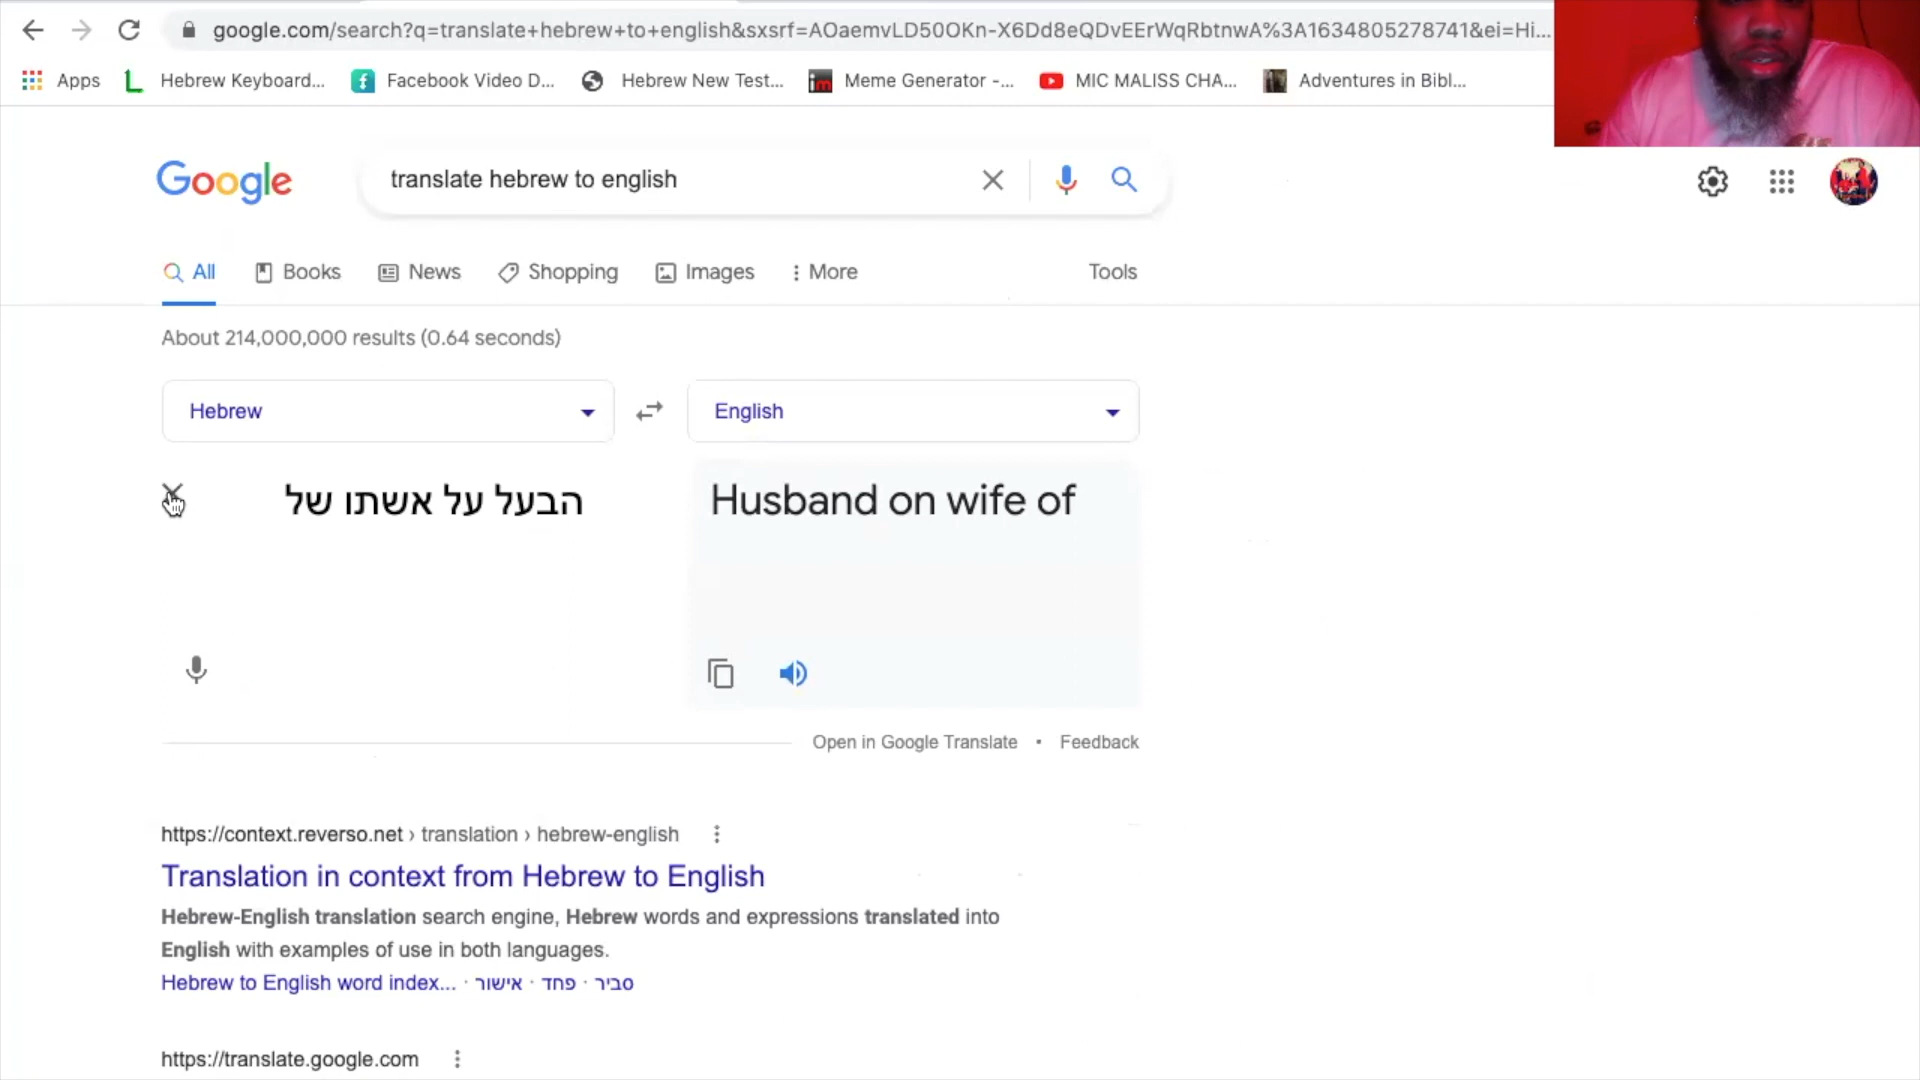 google.com/search?q=translate+hebrew+to+english&sxsrf=AOaemvLD50OKn-X6Dd8eQDvEErWqRbtnwA%3A1634805278741&ei=Hi...
Apps Hebrew Keyboard... Facebook Video D... Hebrew New Test... Meme Generator -... MIC MALISS CHA... Adventures in Bibl...
Google translate hebrew to english
All Books News Shopping Images More Tools
About 214,000,000 results (0.64 seconds)
Hebrew English
הבעל על אשתו של Husband on wife of
Open in Google Translate • Feedback
https://context.reverso.net › translation › hebrew-english
Translation in context from Hebrew to English
Hebrew-English translation search engine, Hebrew words and expressions translated into
English with examples of use in both languages.
Hebrew to English word index... · אישור · פחד · סביר
https://translate.google.com